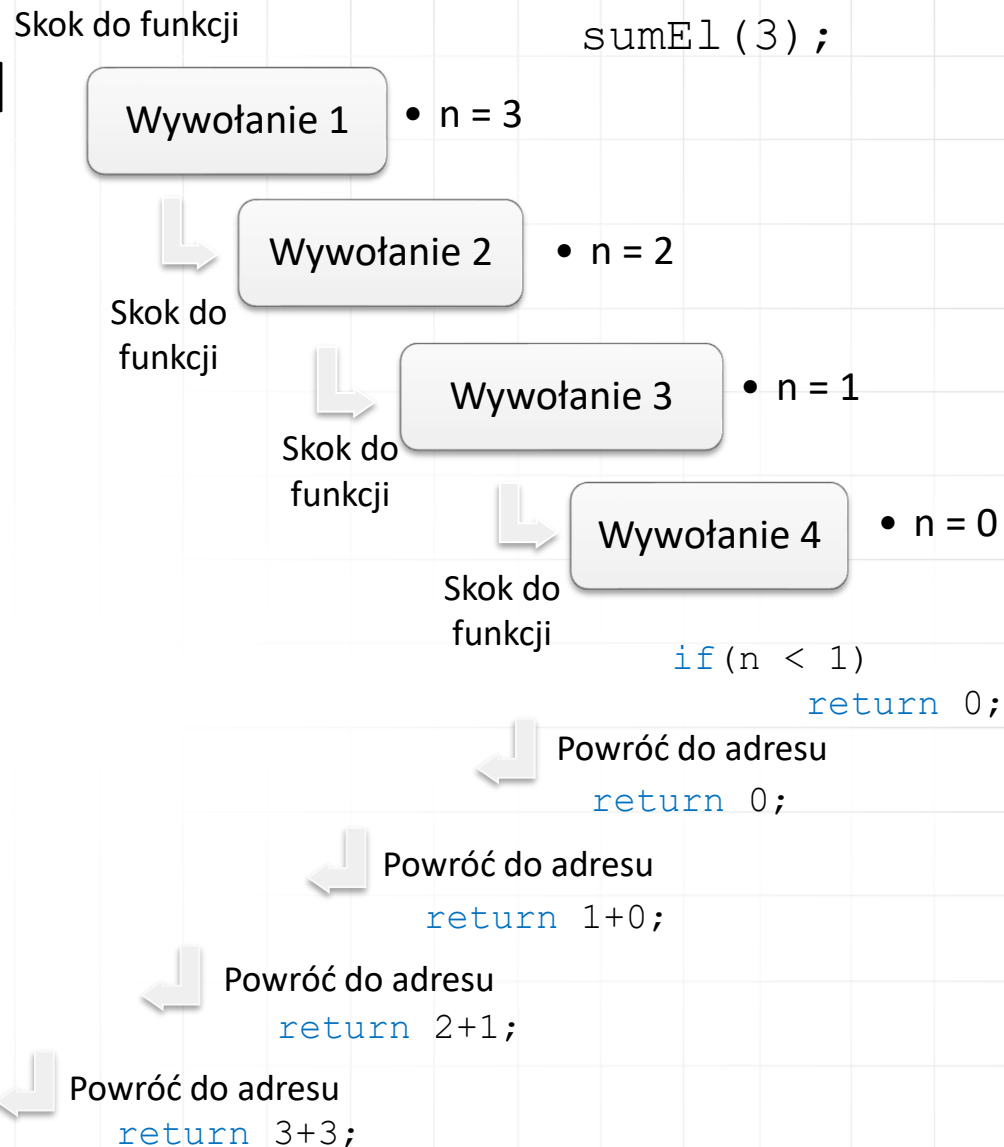 Skok do funkcji
sumEl(3);
Wywołanie 1
• n = 3
Wywołanie 2
• n = 2
Skok do
funkcji
Wywołanie 3
• n = 1
Skok do
funkcji
Wywołanie 4
• n = 0
Skok do
funkcji
if(n < 1)
return 0;
Powróć do adresu
return 0;
Powróć do adresu
return 1+0;
Powróć do adresu
return 2+1;
Powróć do adresu
return 3+3;